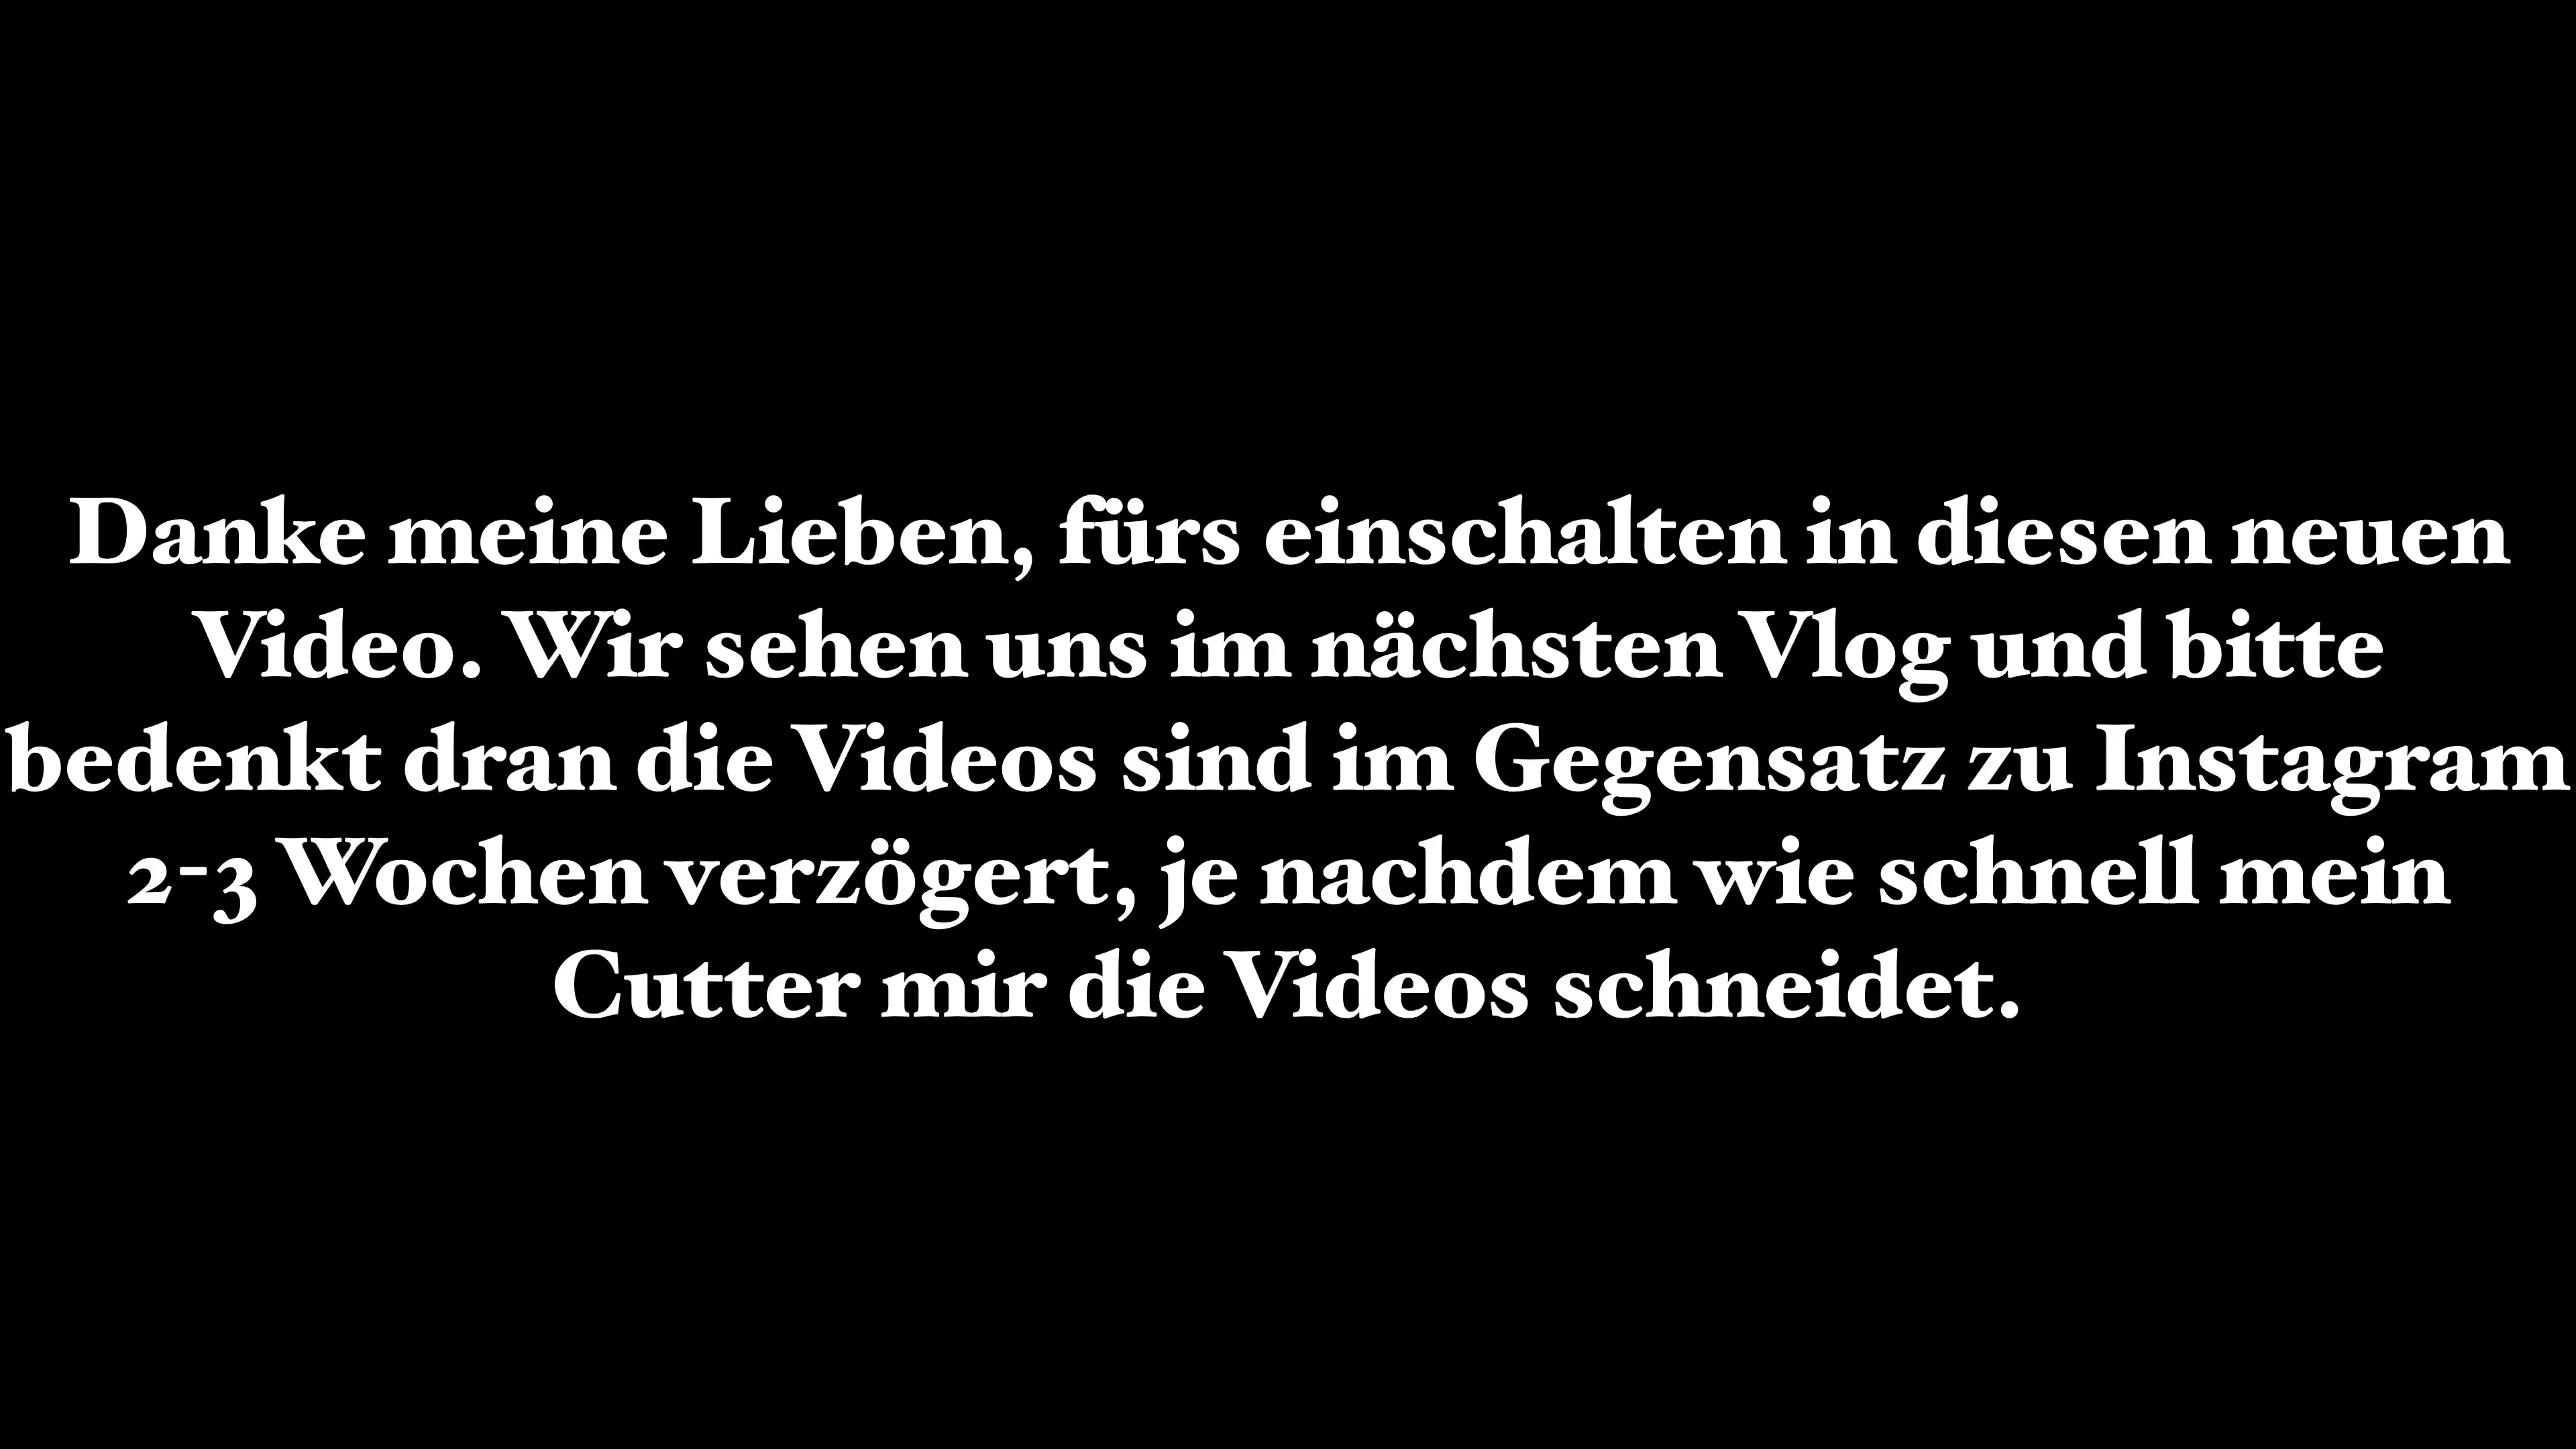 Danke meine Lieben, fürs einschalten in diesen neuen
Video. Wir sehen uns im nächsten Vlog und bitte
bedenkt dran die Videos sind im Gegensatz zu Instagram
2-3 Wochen verzögert, je nachdem wie schnell mein
Cutter mir die Videos schneidet.